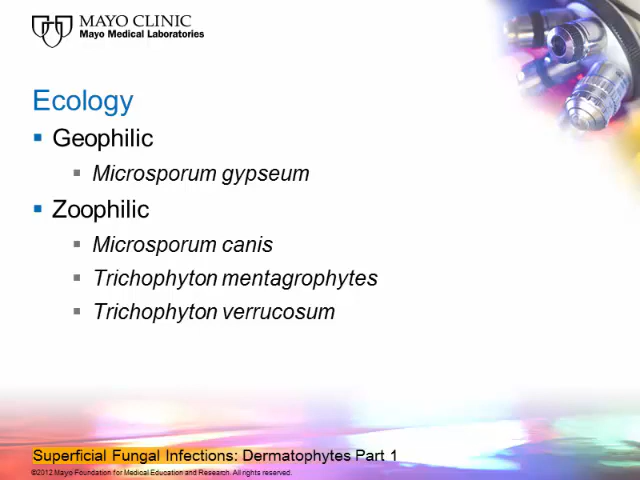 MAYO CLINIC
Mayo Medical Laboratories
Ecology
Geophilic
Microsporum gypseum
Zoophilic
Microsporum canis
Trichophyton mentagrophytes
Trichophyton verrucosum
Superficial Fungal Infections: Dermatophytes Part 1
©2012 Mayo Foundation for Medical Education and Research. All rights reserved.